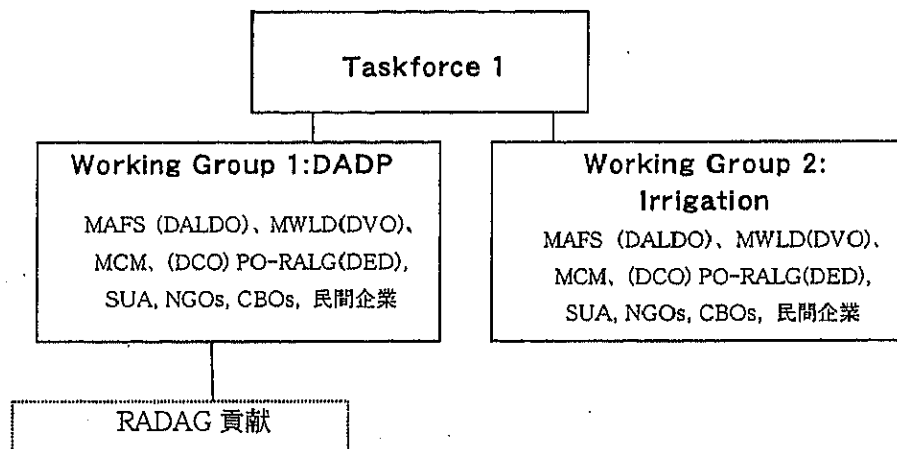 Taskforce 1
Working Group 1:DADP
MAFS (DALDO)、MWLD(DVO)、
MCM、(DCO) PO-RALG(DED),
SUA, NGOs, CBOs, 民間企業
Working Group 2:
Irrigation
MAFS (DALDO)、MWLD(DVO)、
MCM、(DCO) PO-RALG(DED),
SUA, NGOs, CBOs, 民間企業
RADAG 貢献